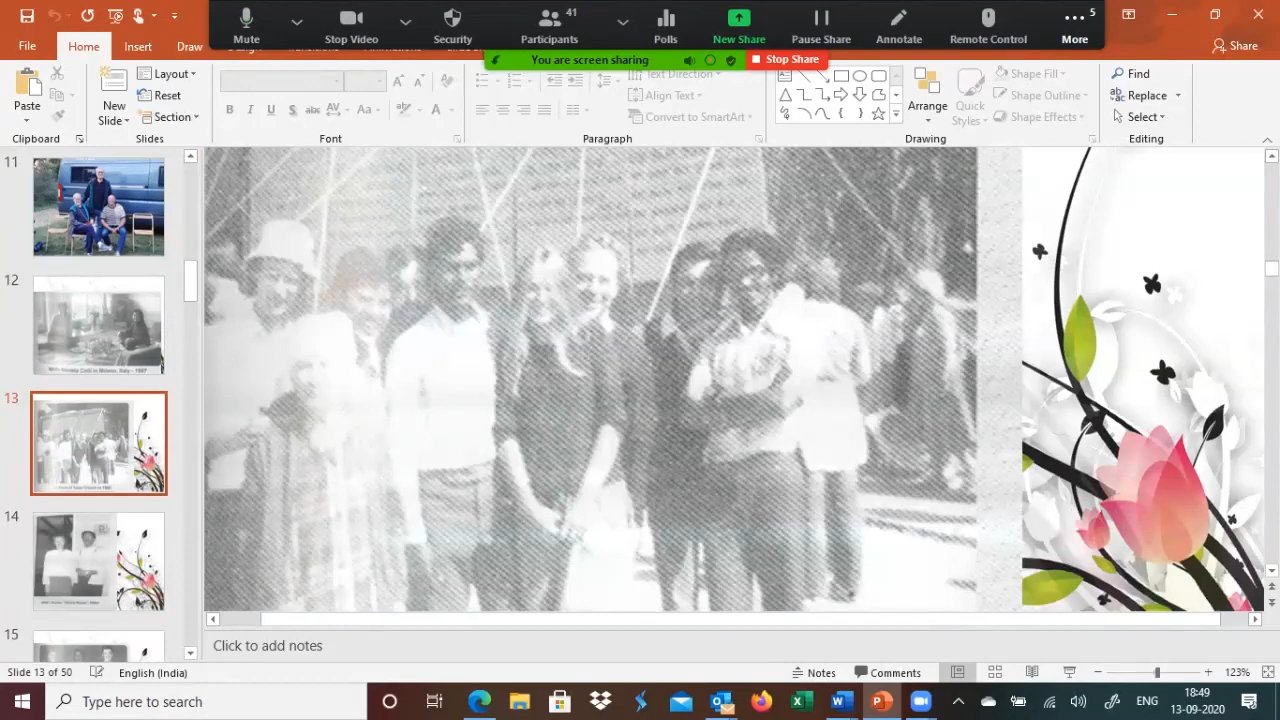 Mute
Stop Video
Security
Participants
41
Polls
New Share
Pause Share
Annotate
Remote Control
More
5
File
Home
Insert
Draw
You are screen sharing
Stop Share
Share
Paste
New
Slide
Layout
Reset
Section
Text Direction
Align Text
Convert to SmartArt
Arrange
Quick
Styles
Shape Fill
Shape Outline
Shape Effects
Find
Replace
Select
Clipboard
Slides
Font
Paragraph
Drawing
Editing
B I U S abc AV Aa A
11
12
13
14
15
Click to add notes
Slide 13 of 50
English (India)
Notes
Comments
123%
Type here to search
ENG
18:49
13-09-2020